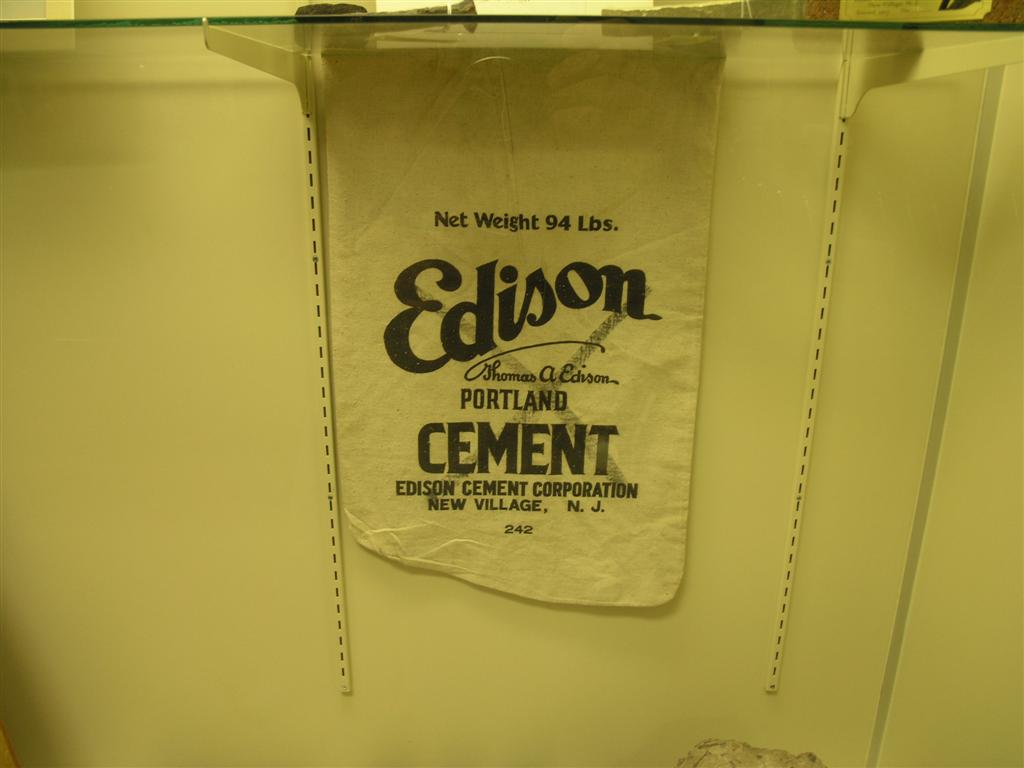 Net Weight 94 Lbs.
Edison
Thomas A Edison
PORTLAND
CEMENT
EDISON CEMENT CORPORATION
NEW VILLAGE, N. J.
242